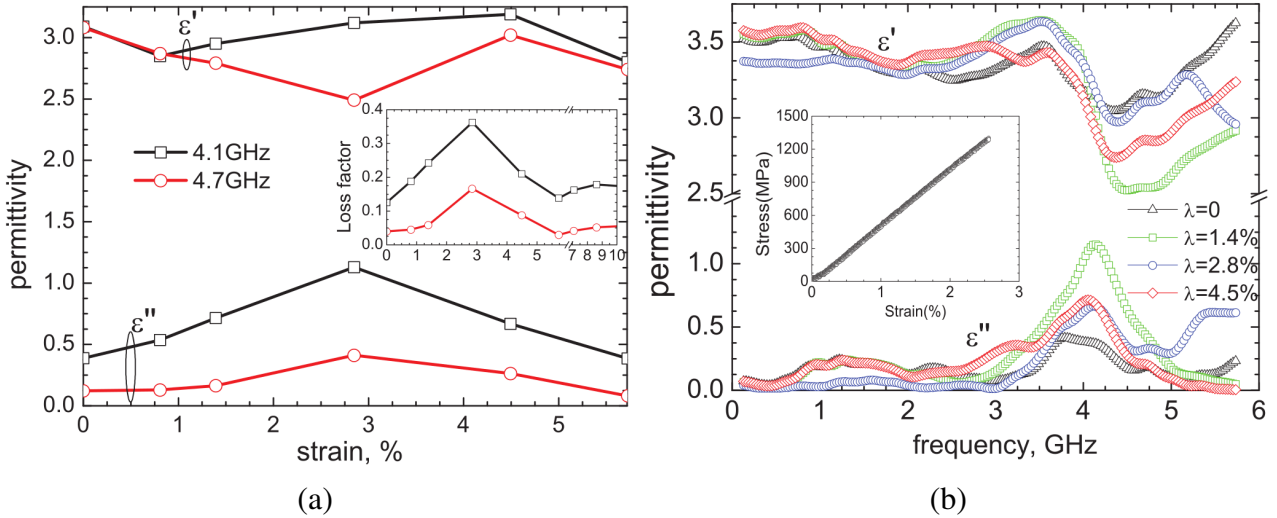 3.0
2.5
2.0
1.5
1.0
0.5
0.0
permittivity
0 1 2 3 4 5
strain, %
ε'
ε"
4.1GHz
4.7GHz
0.4
0.3
0.2
0.1
0.0
Loss factor
0 1 2 3 4 5 6 7 8 9 10
(a)
3.5
3.0
2.5
1.0
0.5
0.0
permittivity
0 1 2 3 4 5 6
frequency, GHz
ε'
ε"
1500
1200
900
600
300
0
Stress(MPa)
0 1 2 3
Strain(%)
λ=0
λ=1.4%
λ=2.8%
λ=4.5%
(b)